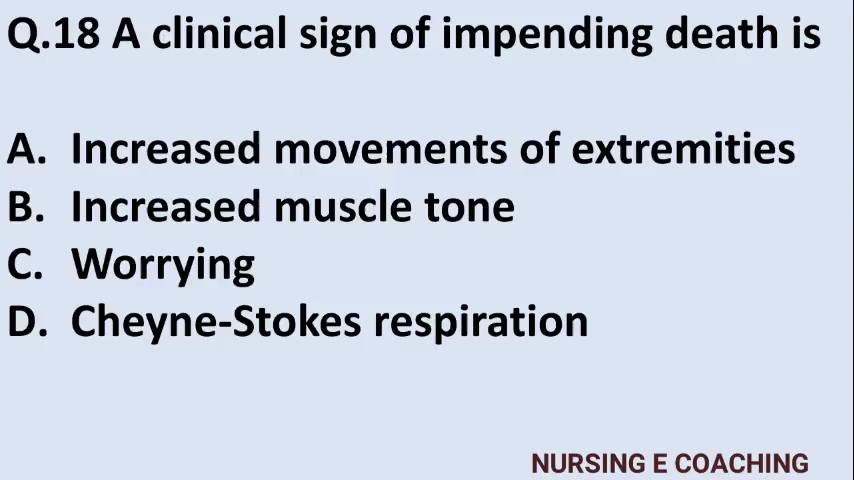 Q.18 A clinical sign of impending death is
A. Increased movements of extremities
B. Increased muscle tone
C. Worrying
D. Cheyne-Stokes respiration
NURSING E COACHING